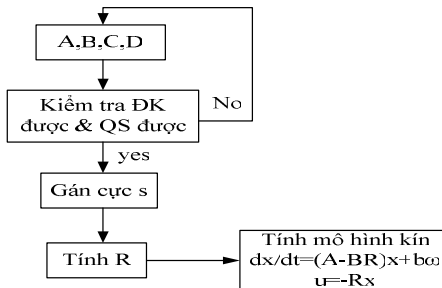 A,B,C,D
Kiểm tra ĐK
được & QS được
No
yes
Gán cực s
Tính R
Tính mô hình kín
dx/dt=(A-BR)x+bω
u=-Rx